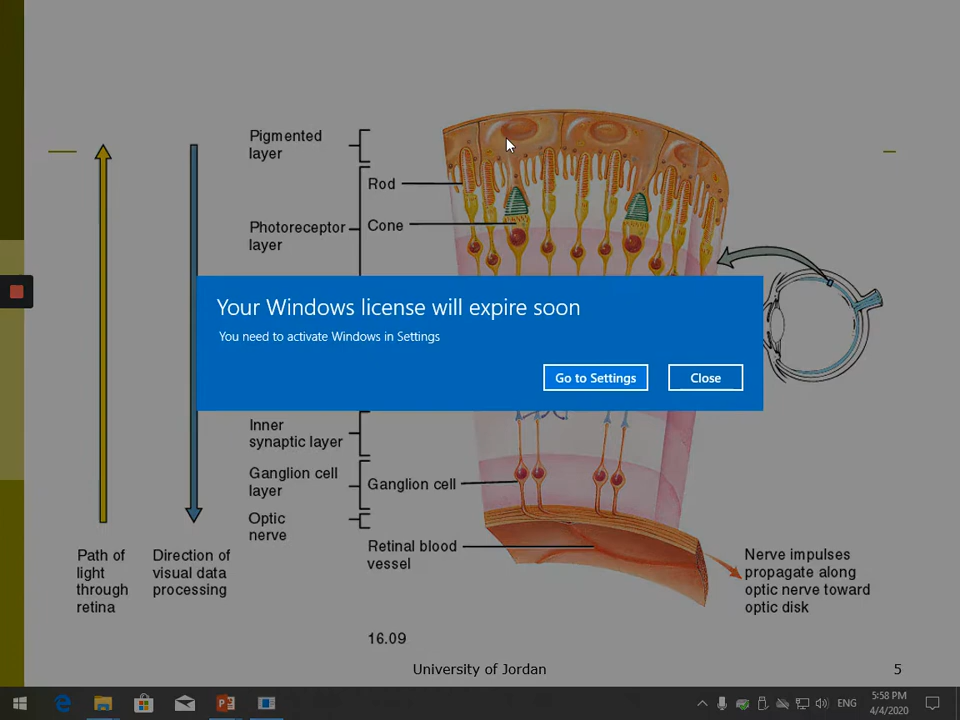 Pigmented
layer
Rod
Cone
Photoreceptor
layer
Your Windows license will expire soon
You need to activate Windows in Settings
Go to Settings
Close
Inner
synaptic layer
Ganglion cell
layer
Ganglion cell
Optic
nerve
Retinal blood
vessel
Path of
light
through
retina
Direction of
visual data
processing
Nerve impulses
propagate along
optic nerve toward
optic disk
16.09
University of Jordan
5
ENG
5:58 PM
4/4/2020